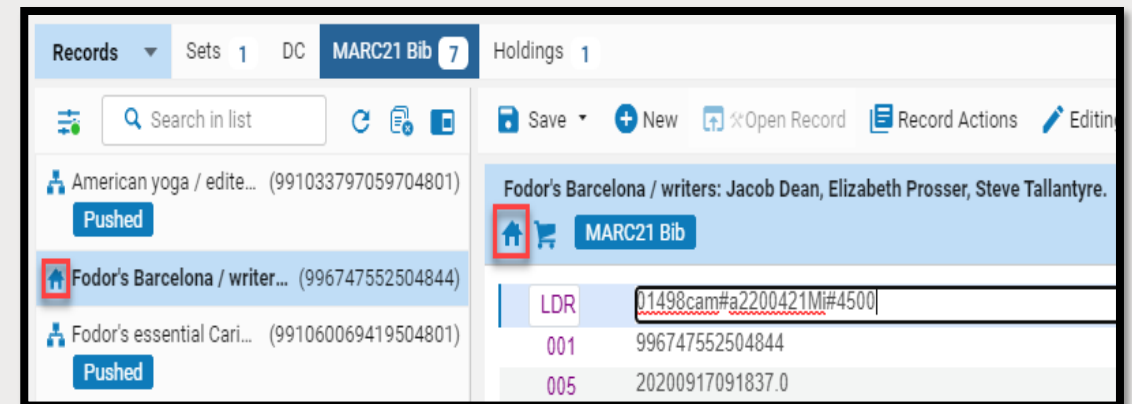 Records Sets 1 DC MARC21 Bib 7 Holdings 1
Search in list
Save New Open Record Record Actions Editin
American yoga / edite... (991033797059704801)
Pushed
Fodor's Barcelona / writer... (996747552504844)
Fodor's essential Cari... (991060069419504801)
Pushed
Fodor's Barcelona / writers: Jacob Dean, Elizabeth Prosser, Steve Tallantyre.
MARC21 Bib
LDR 01498cam#a2200421Mi#4500
001 996747552504844
005 20200917091837.0